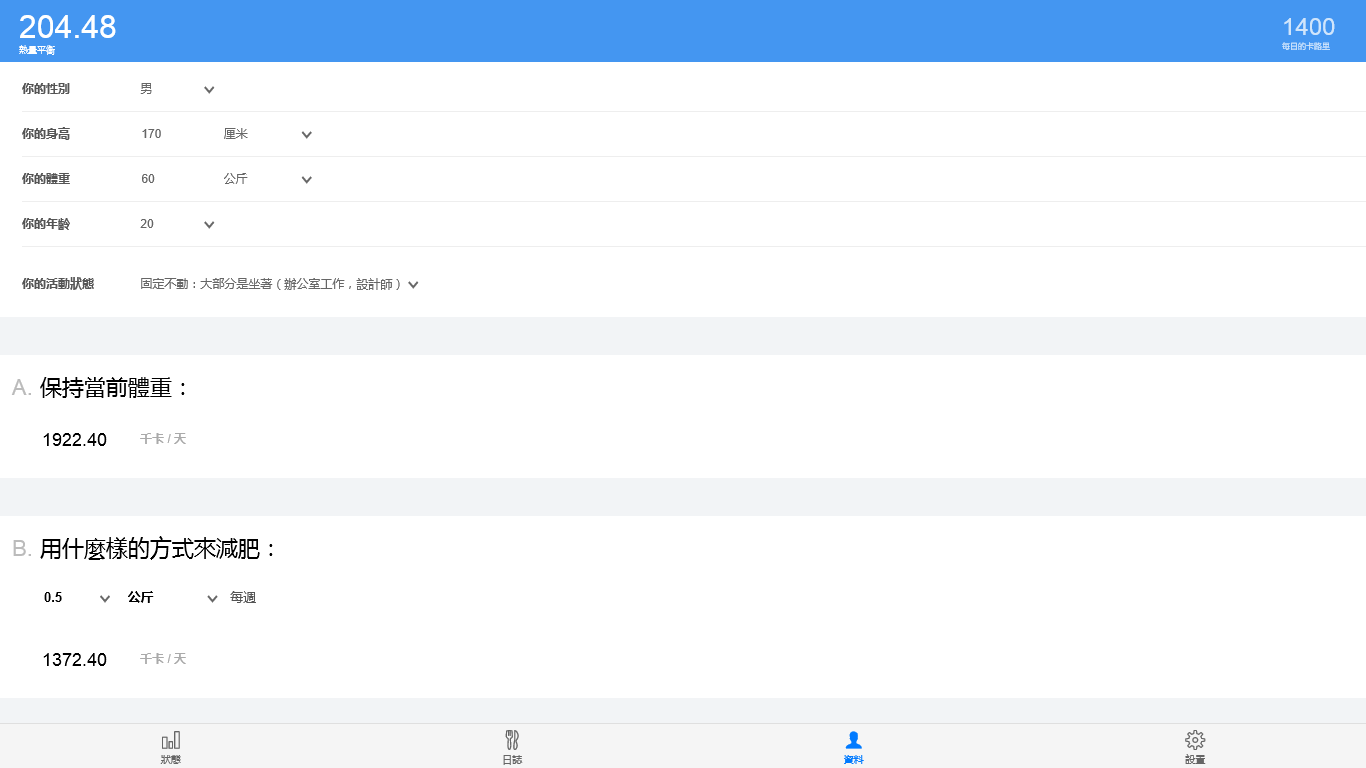 204.48
熱量平衡
1400
每日的卡路里
你的性別 男
你的身高 170 厘米
你的體重 60 公斤
你的年齡 20
你的活動狀態 固定不動：大部分是坐著（辦公室工作，設計師）
A. 保持當前體重：
1922.40 千卡 / 天
B. 用什麼樣的方式來減肥：
0.5 公斤 每週
1372.40 千卡 / 天
狀態 日誌 資料 設置